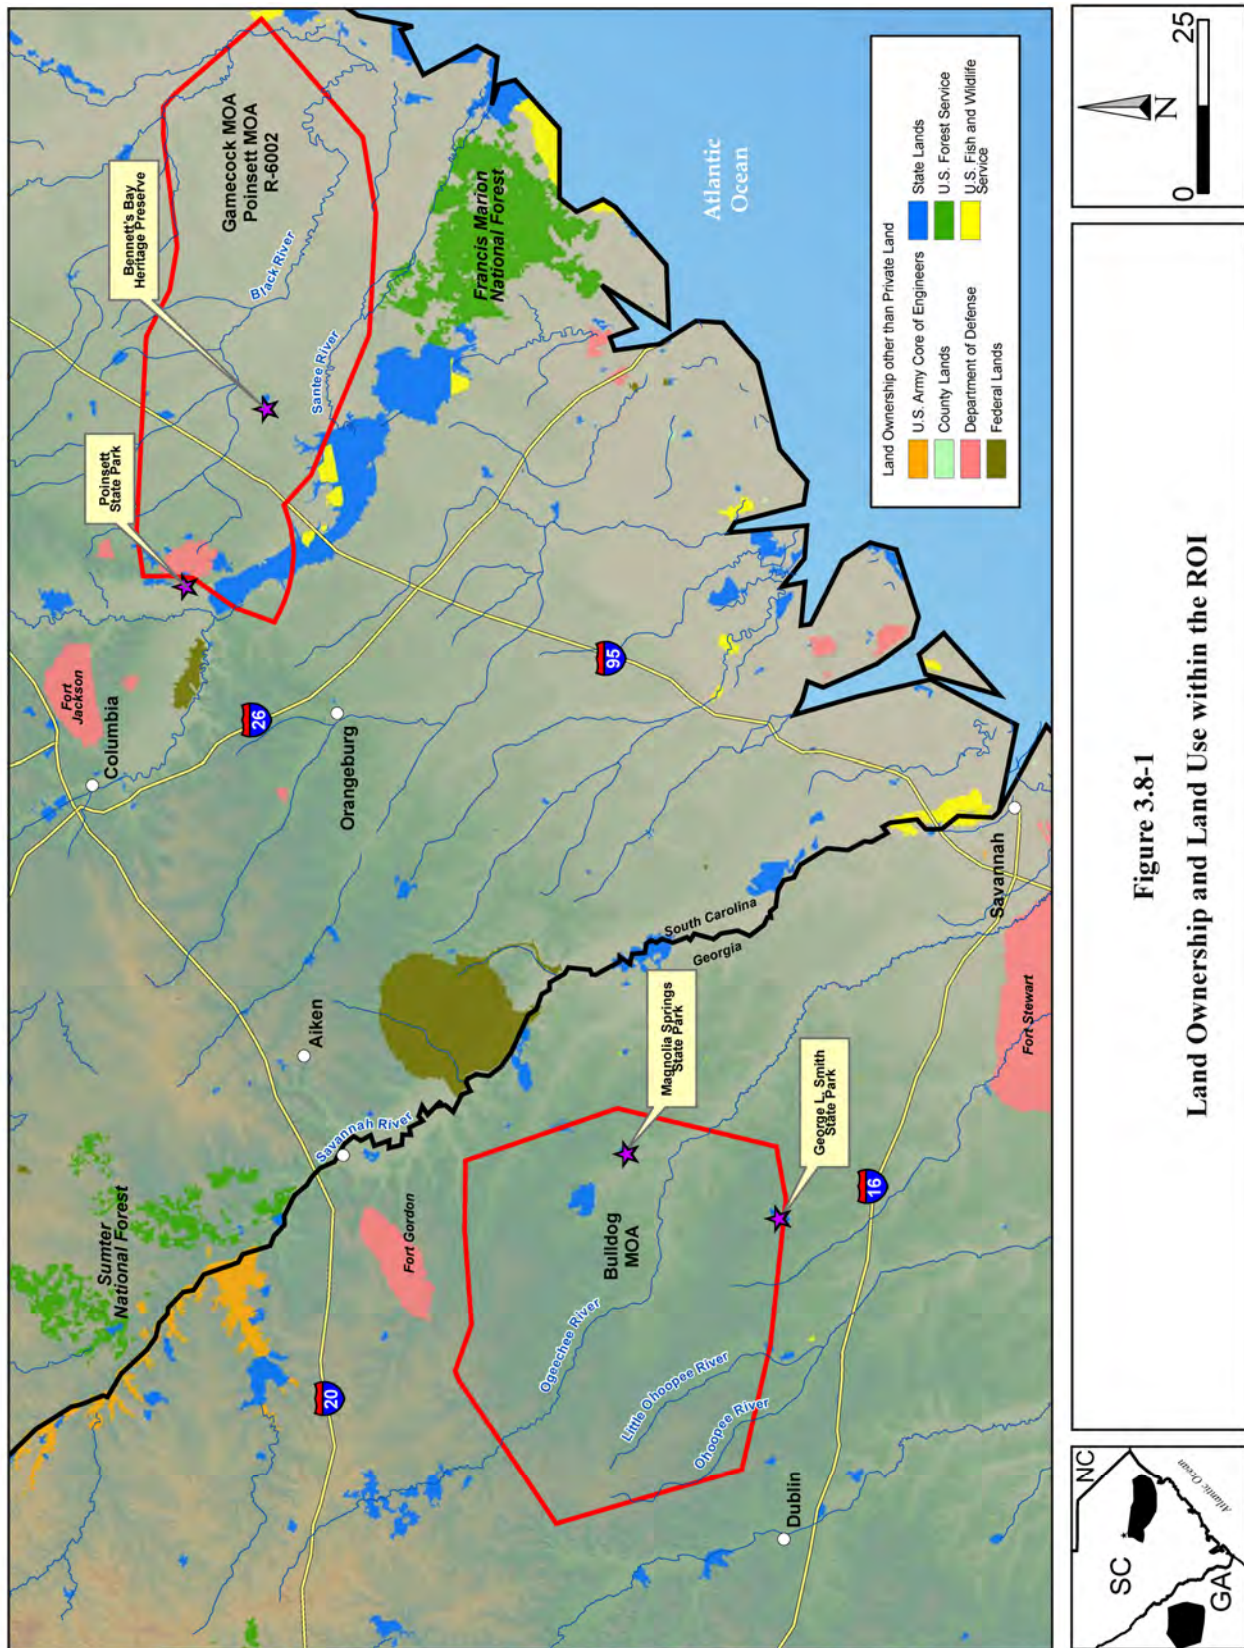 Sumter
National Forest
Fort
Jackson
Columbia
Poinsett
State Park
Bennett's Bay
Heritage Preserve
Gamecock MOA
Poinsett MOA
R-6002
Black River
Santee River
26
Orangeburg
Aiken
Savannah River
20
Fort Gordon
Francis Marion
National Forest
95
Atlantic
Ocean
Bulldog
MOA
Ogeechee River
Little Ohoopee River
Ohoopee River
Magnolia Springs
State Park
George L. Smith
State Park
South Carolina
Georgia
Dublin
16
Fort Stewart
Savannah
Land Ownership other than Private Land
U.S. Army Core of Engineers
County Lands
Department of Defense
Federal Lands
State Lands
U.S. Forest Service
U.S. Fish and Wildlife
Service
SC
NC
GA
Atlantic Ocean
Figure 3.8-1
Land Ownership and Land Use within the ROI
N
0 25